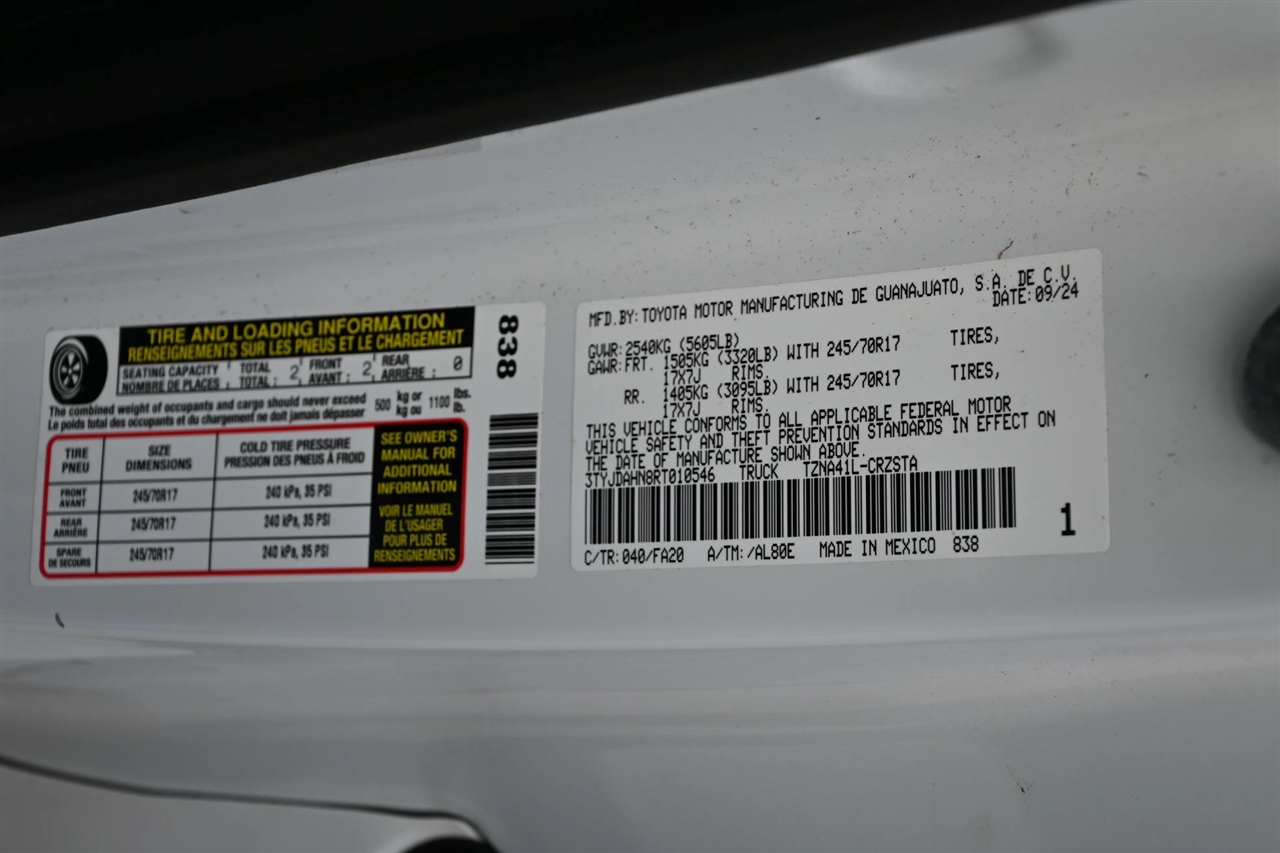 TIRE AND LOADING INFORMATION
RENSEIGNEMENTS SUR LES PNEUS ET LE CHARGEMENT
SEATING CAPACITY TOTAL FRONT REAR
NOMBRE DE PLACES TOTAL : 2 AVANT : 2 ARRIÈRE : 0
The combined weight of occupants and cargo should never exceed 500 kg or 1100 lbs.
Le poids total des occupants et du chargement ne doit jamais dépasser kg ou lb.
TIRE SIZE COLD TIRE PRESSURE
PNEU DIMENSIONS PRESSION DES PNEUS À FROID
FRONT
AVANT 245/70R17 240 kPa, 35 PSI
REAR
ARRIÈRE 245/70R17 240 kPa, 35 PSI
SPARE
DE SECOURS 245/70R17 240 kPa, 35 PSI
SEE OWNER'S
MANUAL FOR
ADDITIONAL
INFORMATION
VOIR LE MANUEL
DE L'USAGER
POUR PLUS DE
RENSEIGNEMENTS
838
MFD.BY: TOYOTA MOTOR MANUFACTURING DE GUANAJUATO, S.A. DE C.V.
DATE: 09/24
GVWR: 2540KG (5605LB)
GAWR: FRT. 1505KG (3320LB) WITH 245/70R17 TIRES,
17X7J RIMS.
RR. 1405KG (3095LB) WITH 245/70R17 TIRES,
17X7J RIMS.
THIS VEHICLE CONFORMS TO ALL APPLICABLE FEDERAL MOTOR
VEHICLE SAFETY AND THEFT PREVENTION STANDARDS IN EFFECT ON
THE DATE OF MANUFACTURE SHOWN ABOVE.
3TYJDAHN8RT010546 TRUCK TZNA41L-CRZSTA
1
C/TR: 040/FA20 A/TM: /AL80E MADE IN MEXICO 838